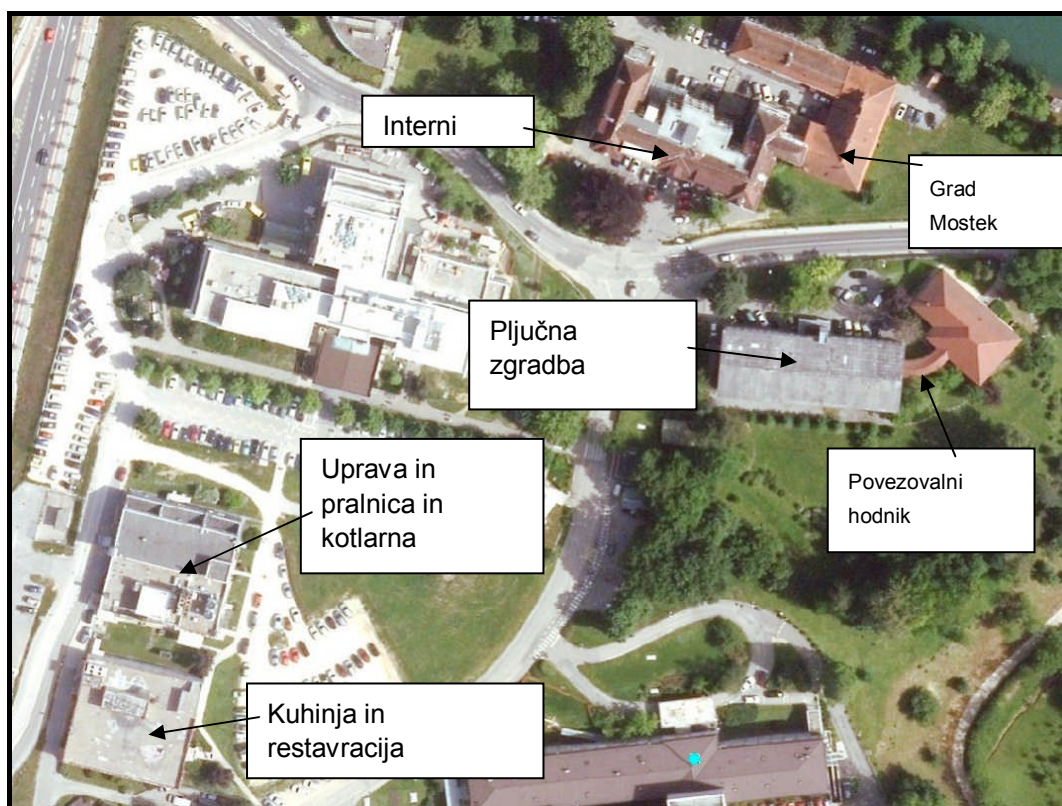 Interni
Grad
Mostek
Pljučna
zgradba
Povezovalni
hodnik
Uprava in
pralnica in
kotlarna
Kuhinja in
restavracija